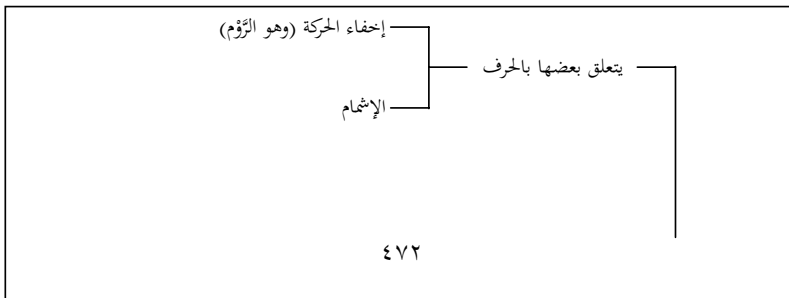 إخفاء الحركة (وهو الرَّوْم)
يتعلق بعضها بالحرف
الإشمام
٤٧٢